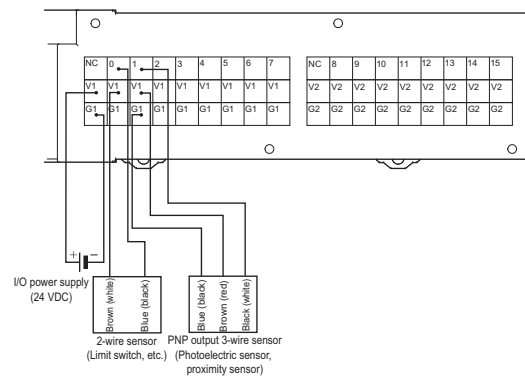 NC 0 1 2 3 4 5 6 7
V1 V1 V1 V1 V1 V1 V1 V1 V1
G1 G1 G1 G1 G1 G1 G1 G1 G1
NC 8 9 10 11 12 13 14 15
V2 V2 V2 V2 V2 V2 V2 V2 V2
G2 G2 G2 G2 G2 G2 G2 G2 G2
+ −
I/O power supply
(24 VDC)
Brown (white)
Blue (black)
2-wire sensor
(Limit switch, etc.)
Blue (black)
Brown (red)
Black (white)
PNP output 3-wire sensor
(Photoelectric sensor,
proximity sensor)